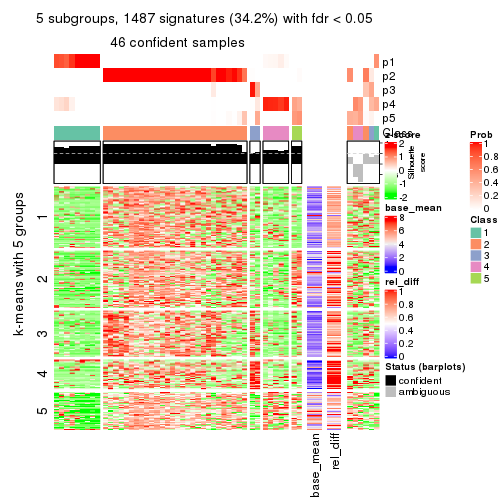 5 subgroups, 1487 signatures (34.2%) with fdr < 0.05
46 confident samples
p1
p2
p3
p4
p5
Class
Silhouette
score
k-means with 5 groups
1
2
3
4
5
base_mean
rel_diff
z-score
2
1
0
-1
-2
base_mean
8
6
4
2
0
rel_diff
1
0.8
0.6
0.4
0.2
0
Status (barplots)
confident
ambiguous
Prob
1
0.8
0.6
0.4
0.2
0
Class
1
2
3
4
5